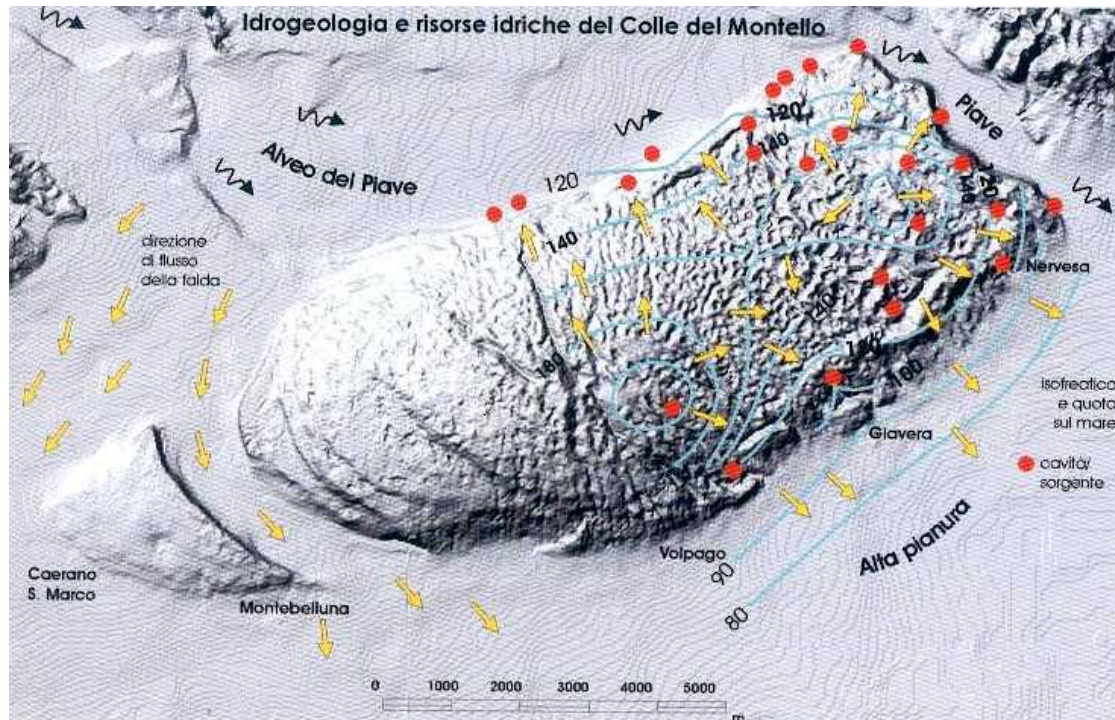 Idrogeologia e risorse idriche del Colle del Montello
Piave
Alveo del Piave
120
140
120
140
120
direzione
di flusso
della falda
140
Nervesa
180
100
isofreatica
e quota
sul mare
Giavera
cavità/
sorgente
Alta pianura
Volpago
90
80
Caerano
S. Marco
Montebelluna
0 1000 2000 3000 4000 5000
m